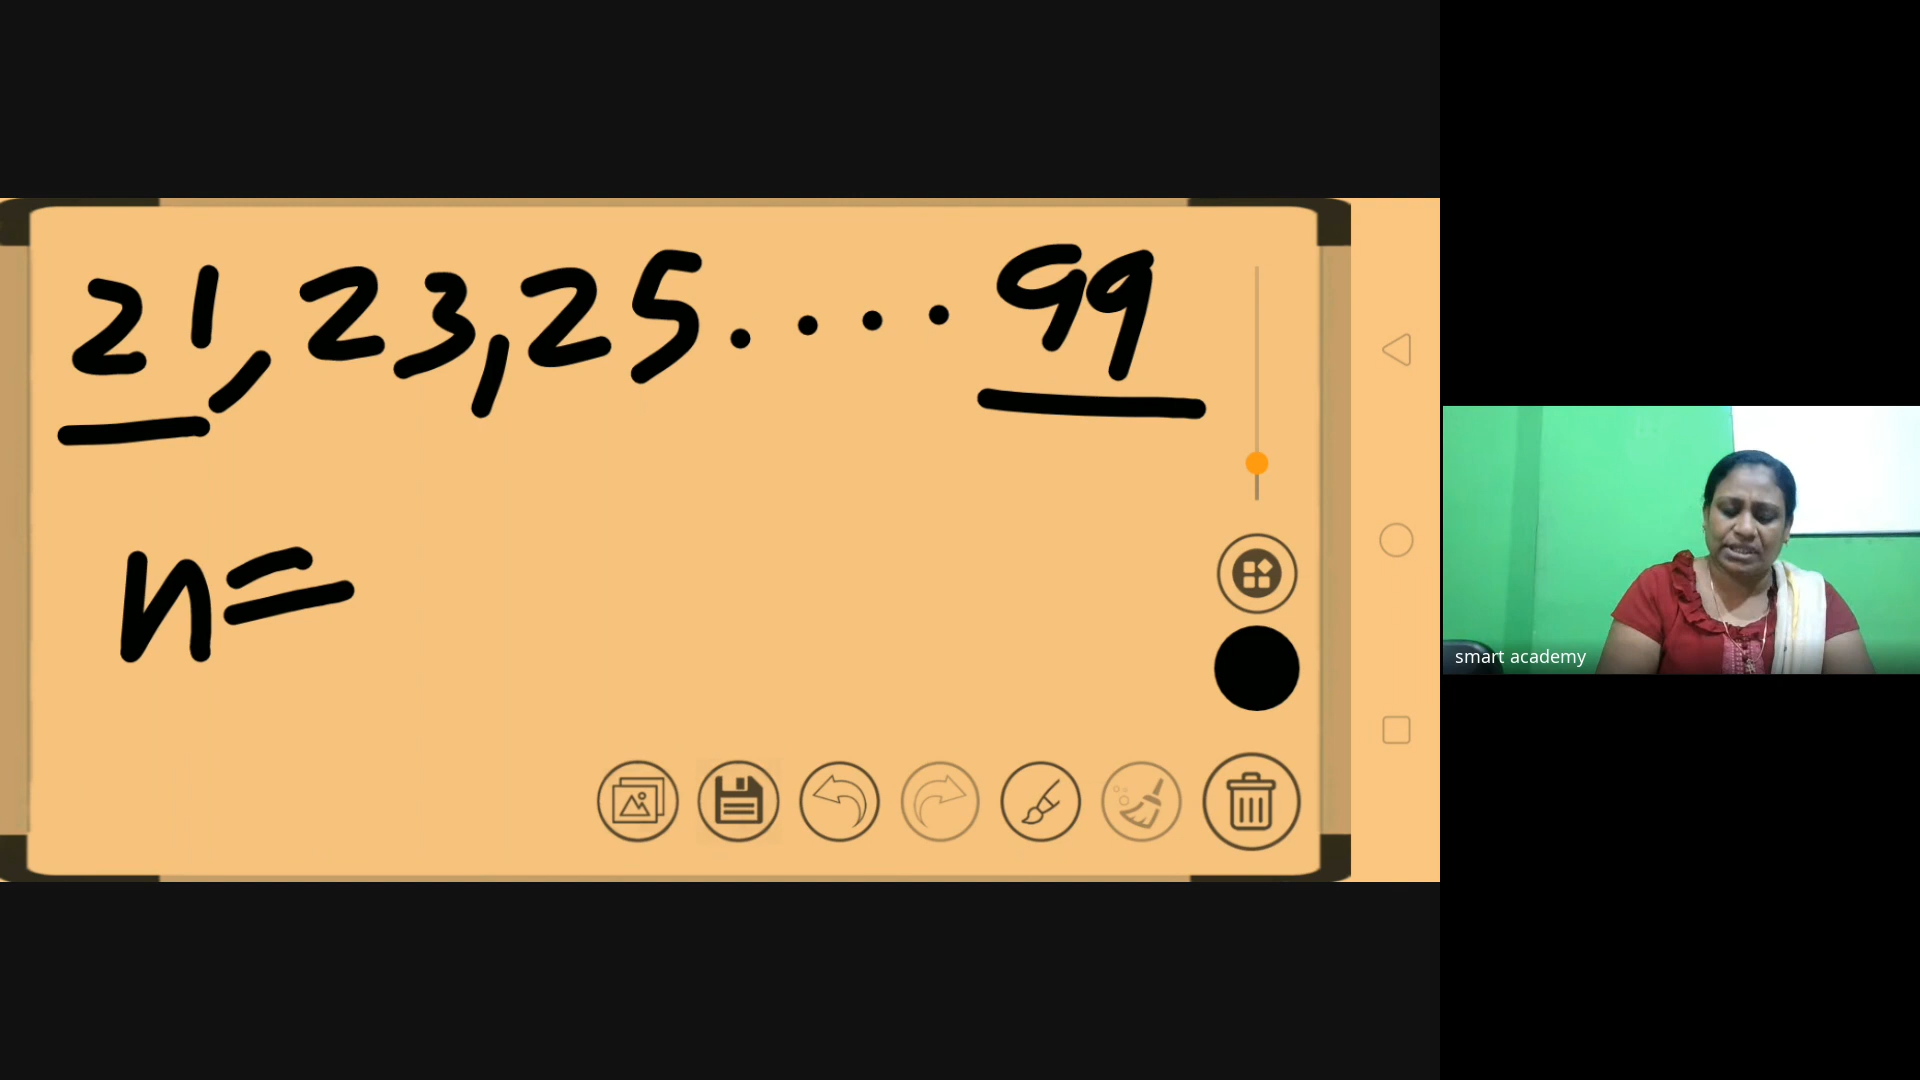 21, 23, 25. . . . 99
n=
smart academy